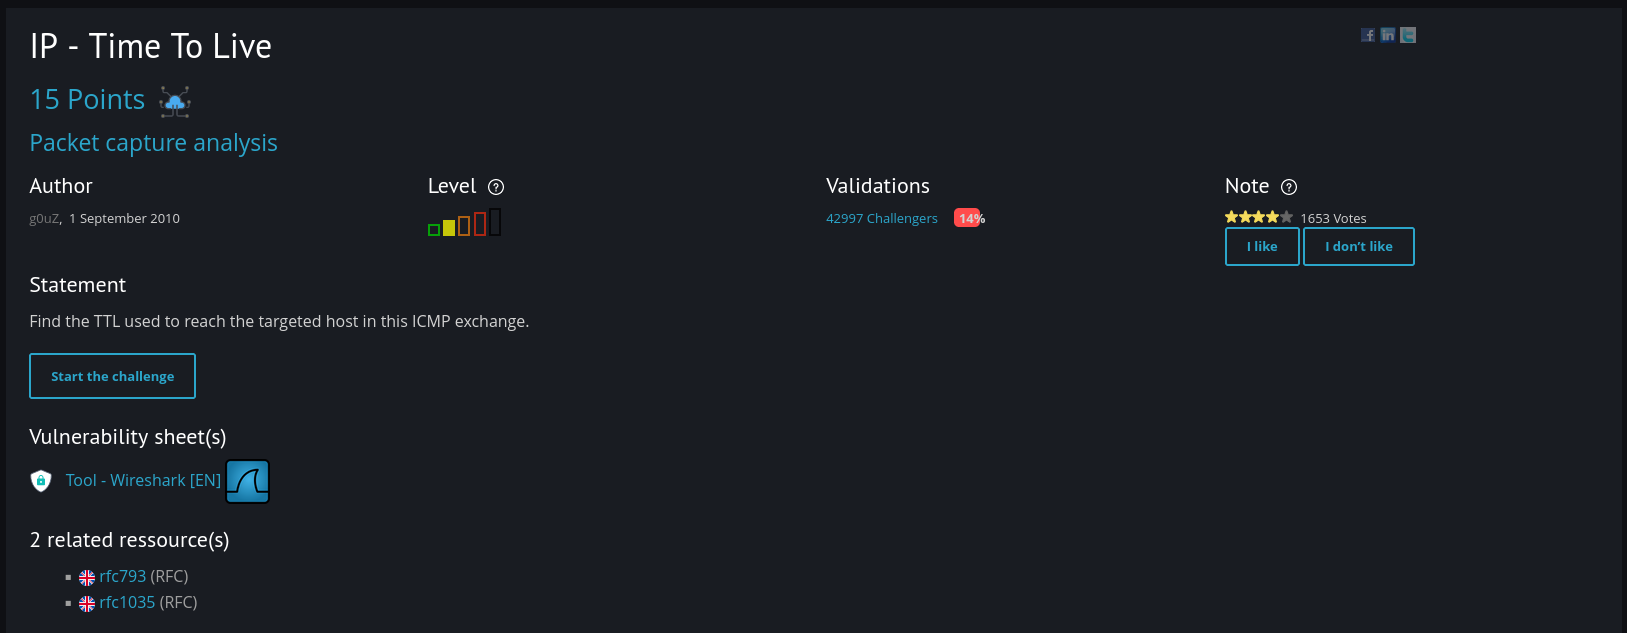 IP - Time To Live
15 Points
Packet capture analysis
Author
g0uZ, 1 September 2010
Level ?
Validations
42997 Challengers 14%
Note ?
1653 Votes
I like I don't like
Statement
Find the TTL used to reach the targeted host in this ICMP exchange.
Start the challenge
Vulnerability sheet(s)
Tool - Wireshark [EN]
2 related ressource(s)
rfc793 (RFC)
rfc1035 (RFC)